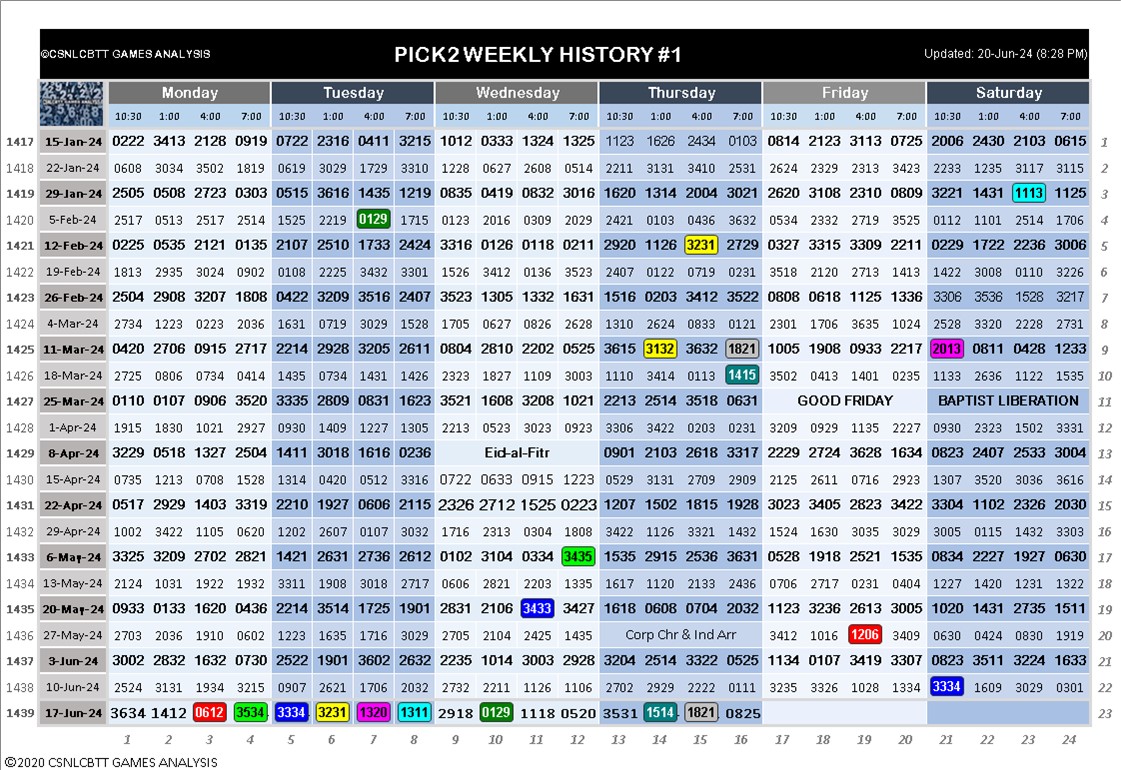 ©CSNLCBTT GAMES ANALYSIS PICK2 WEEKLY HISTORY #1 Updated: 20-Jun-24 (8:28 PM)
Monday Tuesday Wednesday Thursday Friday Saturday
10:30 1:00 4:00 7:00 10:30 1:00 4:00 7:00 10:30 1:00 4:00 7:00 10:30 1:00 4:00 7:00 10:30 1:00 4:00 7:00 10:30 1:00 4:00 7:00
1417 15-Jan-24 0222 3413 2128 0919 0722 2316 0411 3215 1012 0333 1324 1325 1123 1626 2434 0103 0814 2123 3113 0725 2006 2430 2103 0615 1
1418 22-Jan-24 0608 3034 3502 1819 0619 3029 1729 3310 1228 0627 2608 0514 2211 3131 3410 2531 2624 2329 2313 3423 2233 1235 3117 3115 2
1419 29-Jan-24 2505 0508 2723 0303 0515 3616 1435 1219 0835 0419 0832 3016 1620 1314 2004 3021 2620 3108 2310 0809 3221 1431 1113 1125 3
1420 5-Feb-24 2517 0513 2517 2514 1525 2219 0129 1715 0123 2016 0309 2029 2421 0103 0436 3632 0534 2332 2719 3525 0112 1101 2514 1706 4
1421 12-Feb-24 0225 0535 2121 0135 2107 2510 1733 2424 3316 0126 0118 0211 2920 1126 3231 2729 0327 3315 3309 2211 0229 1722 2236 3006 5
1422 19-Feb-24 1813 2935 3024 0902 0108 2225 3432 3301 1526 3412 0136 3523 2407 0122 0719 0231 3518 2120 2713 1413 1422 3008 0110 3226 6
1423 26-Feb-24 2504 2908 3207 1808 0422 3209 3516 2407 3523 1305 1332 1631 1516 0203 3412 3522 0808 0618 1125 1336 3306 3536 1528 3217 7
1424 4-Mar-24 2734 1223 0223 2036 1631 0719 3029 1528 1705 0627 0826 2628 1310 2624 0833 0121 2301 1706 3635 1024 2528 3320 2228 2731 8
1425 11-Mar-24 0420 2706 0915 2717 2214 2928 3205 2611 0804 2810 2202 0525 3615 3132 3632 1821 1005 1908 0933 2217 2013 0811 0428 1233 9
1426 18-Mar-24 2725 0806 0734 0414 1435 0734 1431 1426 2323 1827 1109 3003 1110 3414 0113 1415 3502 0413 1401 0235 1133 2636 1122 1535 10
1427 25-Mar-24 0110 0107 0906 3520 3335 2809 0831 1623 3521 1608 3208 1021 2213 2514 3518 0631 GOOD FRIDAY BAPTIST LIBERATION 11
1428 1-Apr-24 1915 1830 1021 2927 0930 1409 1227 1305 2213 0523 3023 0923 3306 3422 0203 0231 3209 0929 1135 2227 0930 2323 1502 3331 12
1429 8-Apr-24 3229 0518 1327 2504 1411 3018 1616 0236 Eid-al-Fitr 0901 2103 2618 3317 2229 2724 3628 1634 0823 2407 2533 3004 13
1430 15-Apr-24 0735 1213 0708 1528 1314 0420 0512 3316 0722 0633 0915 1223 0529 3131 2709 2909 2125 2611 0716 2923 1307 3520 3036 3616 14
1431 22-Apr-24 0517 2929 1403 3319 2210 1927 0606 2115 2326 2712 1525 0223 1207 1502 1815 1928 3023 3405 2823 3422 3304 1102 2326 2030 15
1432 29-Apr-24 1002 3422 1105 0620 1202 2607 0107 3032 1716 2313 0304 1808 3422 1126 3321 1432 1524 1630 3035 3029 3005 0115 1432 3303 16
1433 6-May-24 3325 3209 2702 2821 1421 2631 2736 2612 0102 3104 0334 3435 1535 2915 2536 3631 0528 1918 2521 1535 0834 2227 1927 0630 17
1434 13-May-24 2124 1031 1922 1932 3311 1908 3018 2717 0606 2821 2203 1335 1617 1120 2133 2436 0706 2717 0231 0404 1227 1420 1231 1322 18
1435 20-May-24 0933 0133 1620 0436 2214 3514 1725 1901 2831 2106 3433 3427 1618 0608 0704 2032 1123 3236 2613 3005 1020 1431 2735 1511 19
1436 27-May-24 2703 2036 1910 0602 1223 1635 1716 3029 2705 2104 2425 1435 Corp Chr & Ind Arr 3412 1016 1206 3409 0630 0424 0830 1919 20
1437 3-Jun-24 3002 2832 1632 0730 2522 1901 3602 2632 2235 1014 3003 2928 3204 2514 3322 0525 1134 0107 3419 3307 0823 3511 3224 1633 21
1438 10-Jun-24 2524 3131 1934 3215 0907 2621 1706 2032 2732 2211 1126 1106 2702 2929 2222 0111 3235 3326 1028 1334 3334 1609 3029 0301 22
1439 17-Jun-24 3634 1412 0612 3534 3334 3231 1320 1311 2918 0129 1118 0520 3531 1514 1821 0825 23
1 2 3 4 5 6 7 8 9 10 11 12 13 14 15 16 17 18 19 20 21 22 23 24
©2020 CSNLCBTT GAMES ANALYSIS